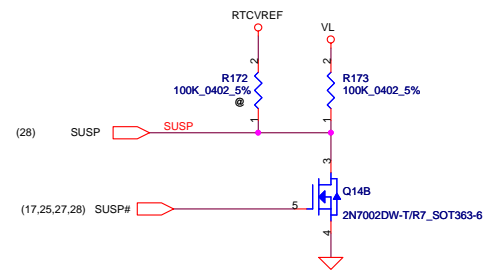 RTCVREF
VL
2
2
R172
100K_0402_5%
@
R173
100K_0402_5%
1
1
(28) SUSP
SUSP
3
Q14B
(17,25,27,28) SUSP#
5
2N7002DW-T/R7_SOT363-6
4